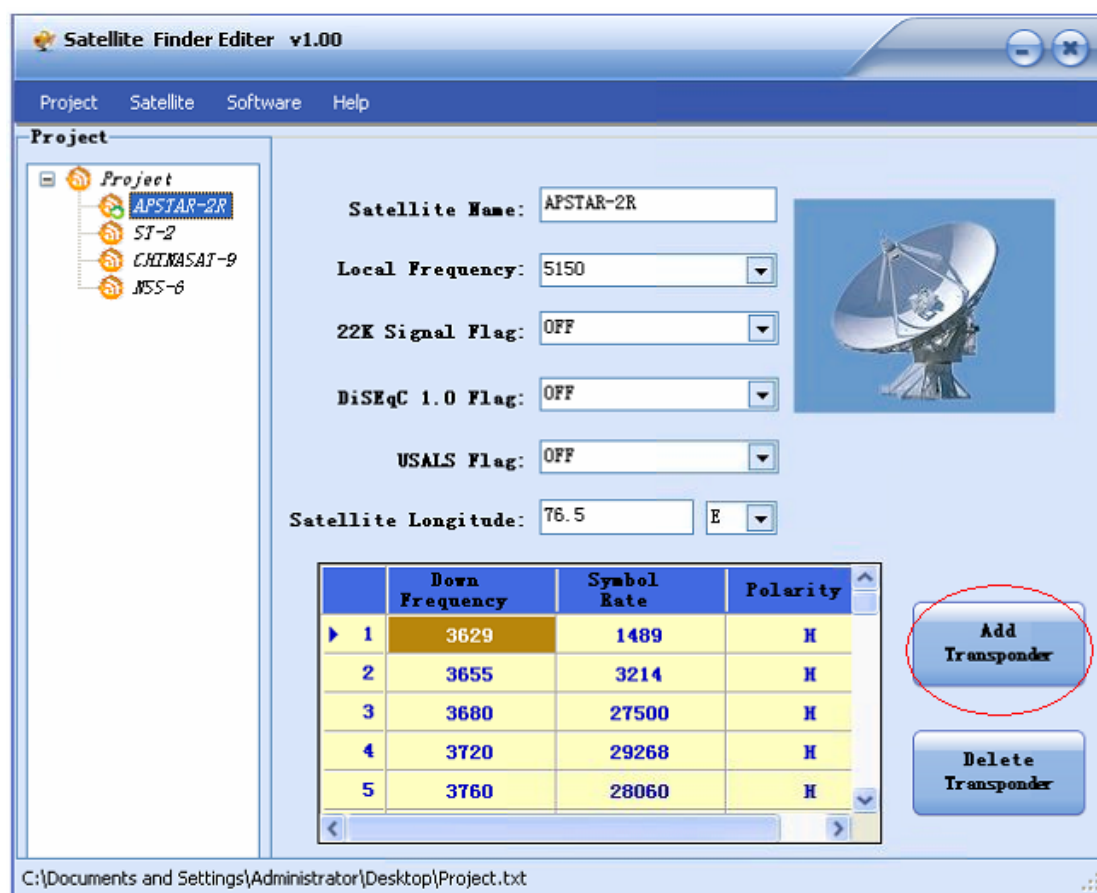 Satellite Finder Editer v1.00
Project Satellite Software Help
Project
Project
APSTAR-2R
ST-2
CHINASAT-9
NSS-6
Satellite Name: APSTAR-2R
Local Frequency: 5150
22K Signal Flag: OFF
DiSEqC 1.0 Flag: OFF
USALS Flag: OFF
Satellite Longitude: 76.5 E
Down Frequency Symbol Rate Polarity
1 3629 1489 H
2 3655 3214 H
3 3680 27500 H
4 3720 29268 H
5 3760 28060 H
Add
Transponder
Delete
Transponder
C:\Documents and Settings\Administrator\Desktop\Project.txt